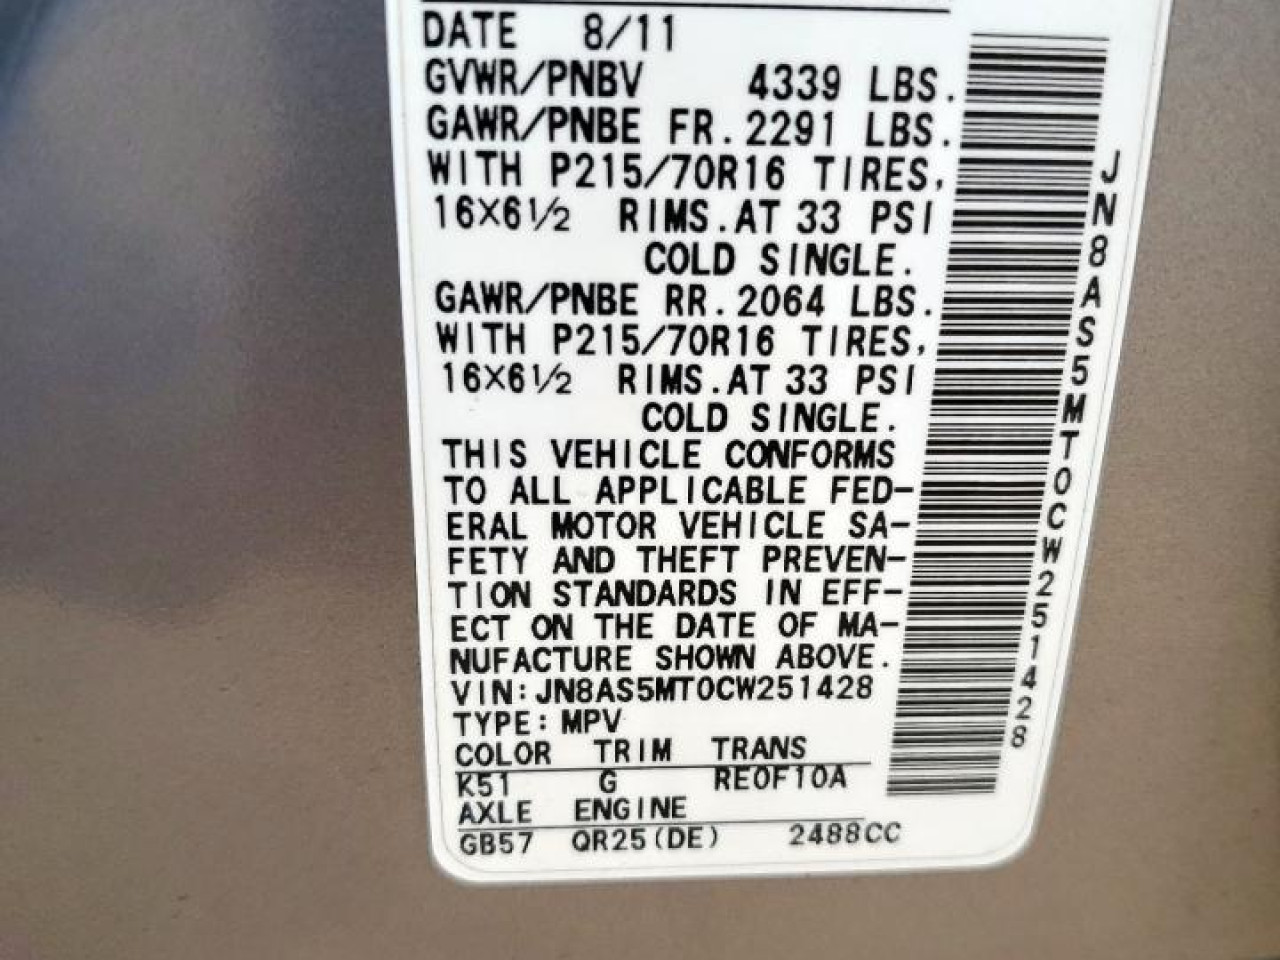 DATE 8/11
GVWR/PNBV 4339 LBS.
GAWR/PNBE FR.2291 LBS.
WITH P215/70R16 TIRES,
16×6½ RIMS.AT 33 PSI
COLD SINGLE.
GAWR/PNBE RR.2064 LBS.
WITH P215/70R16 TIRES,
16×6½ RIMS.AT 33 PSI
COLD SINGLE.
THIS VEHICLE CONFORMS
TO ALL APPLICABLE FED-
ERAL MOTOR VEHICLE SA-
FETY AND THEFT PREVEN-
TION STANDARDS IN EFF-
ECT ON THE DATE OF MA-
NUFACTURE SHOWN ABOVE.
VIN:JN8AS5MT0CW251428
TYPE:MPV
COLOR TRIM TRANS
K51 G RE0F10A
AXLE ENGINE
GB57 QR25(DE) 2488CC
JN8AS5MT0CW251428